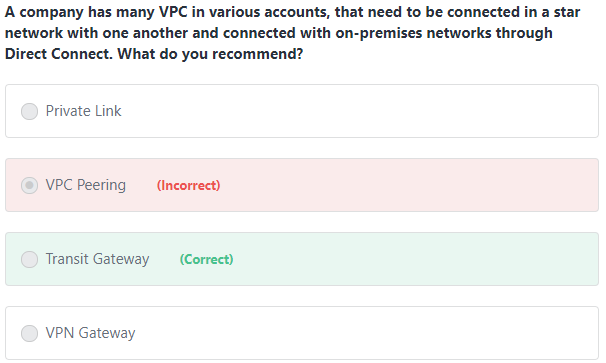 A company has many VPC in various accounts, that need to be connected in a star
network with one another and connected with on-premises networks through
Direct Connect. What do you recommend?
Private Link
VPC Peering (Incorrect)
Transit Gateway (Correct)
VPN Gateway